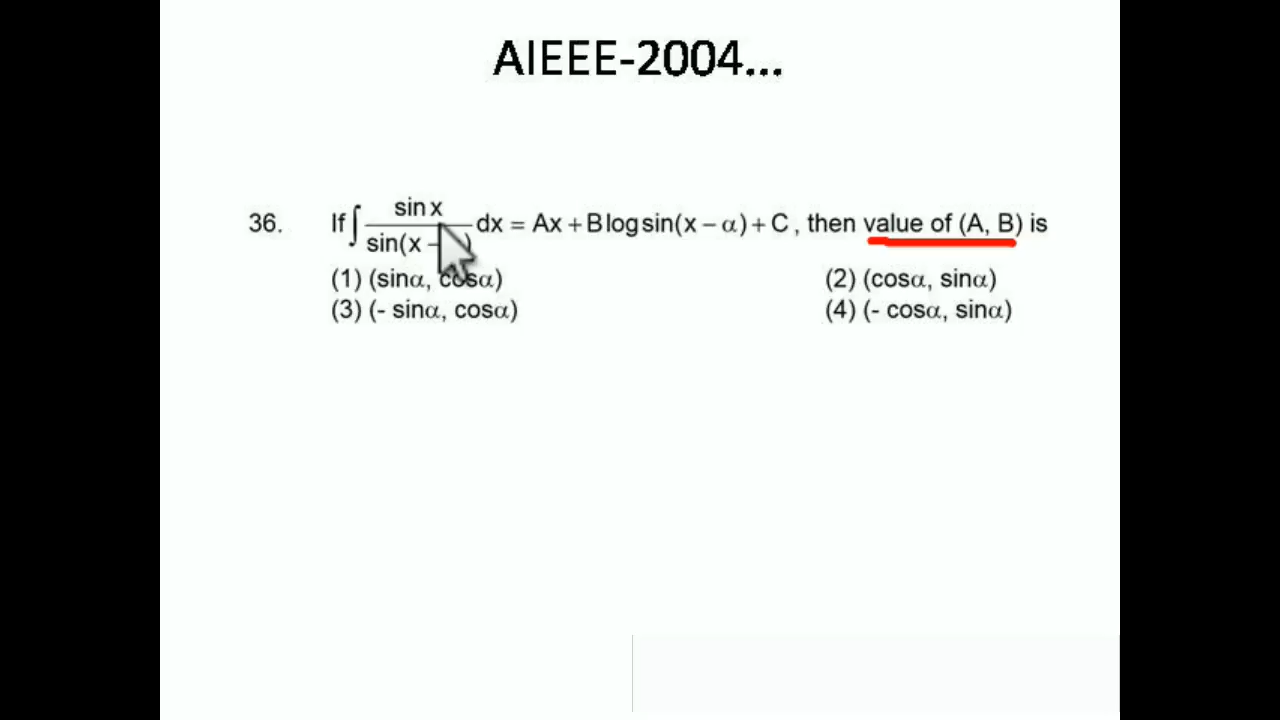 AIEEE-2004...
36. If ∫ sin x / sin(x - ) dx = Ax + B log sin(x − α) + C , then value of (A, B) is
(1) (sinα, cosα) (2) (cosα, sinα)
(3) (- sinα, cosα) (4) (- cosα, sinα)